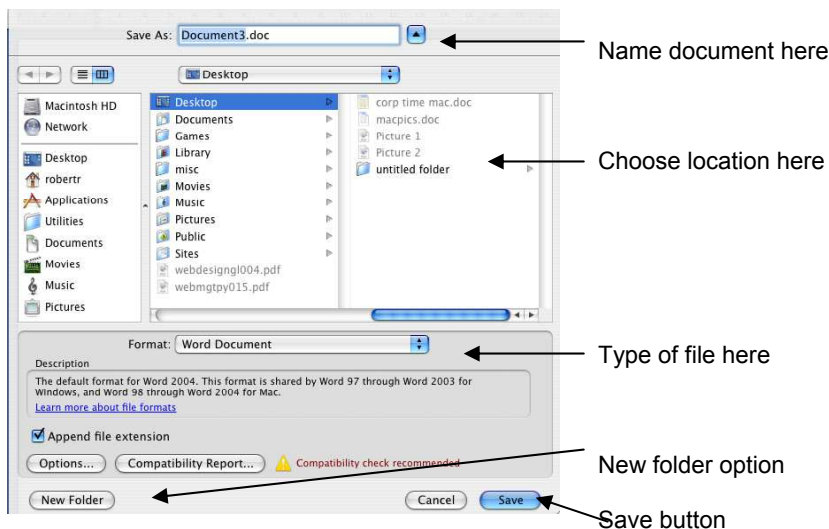 Save As: Document3.doc
Name document here
Desktop
Macintosh HD
Network
Desktop
robertr
Applications
Utilities
Documents
Movies
Music
Pictures
Desktop
Documents
Games
Library
misc
Movies
Music
Pictures
Public
Sites
webdesigngl004.pdf
webmgtpy015.pdf
corp time mac.doc
macpics.doc
Picture 1
Picture 2
untitled folder
Choose location here
Format: Word Document
Type of file here
Description
The default format for Word 2004. This format is shared by Word 97 through Word 2003 for
Windows, and Word 98 through Word 2004 for Mac.
Learn more about file formats
Append file extension
Options... Compatibility Report... Compatibility check recommended
New folder option
New Folder Cancel Save
Save button